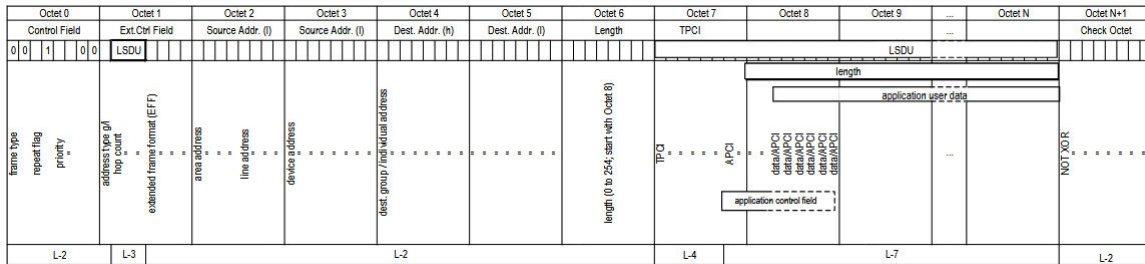 Octet 0 Octet 1 Octet 2 Octet 3 Octet 4 Octet 5 Octet 6 Octet 7 Octet 8 Octet 9 ... Octet N Octet N+1
Control Field Ext.Ctrl Field Source Addr. (l) Source Addr. (l) Dest. Addr. (h) Dest. Addr. (l) Length TPCI ... Check Octet
0 0 1 0 0 LSDU LSDU
length
application user data
frame type
repeat flag
priority
address type g/i
hop count
extended frame format (EFF)
area address
line address
device address
dest. group / individual address
length (0 to 254; start with Octet 8)
TPCI
APCI
data/APCI
data/APCI
data/APCI
data/APCI
data/APCI
data/APCI
...
NOT XOR
application control field
L-2 L-3 L-2 L-4 L-7 L-2